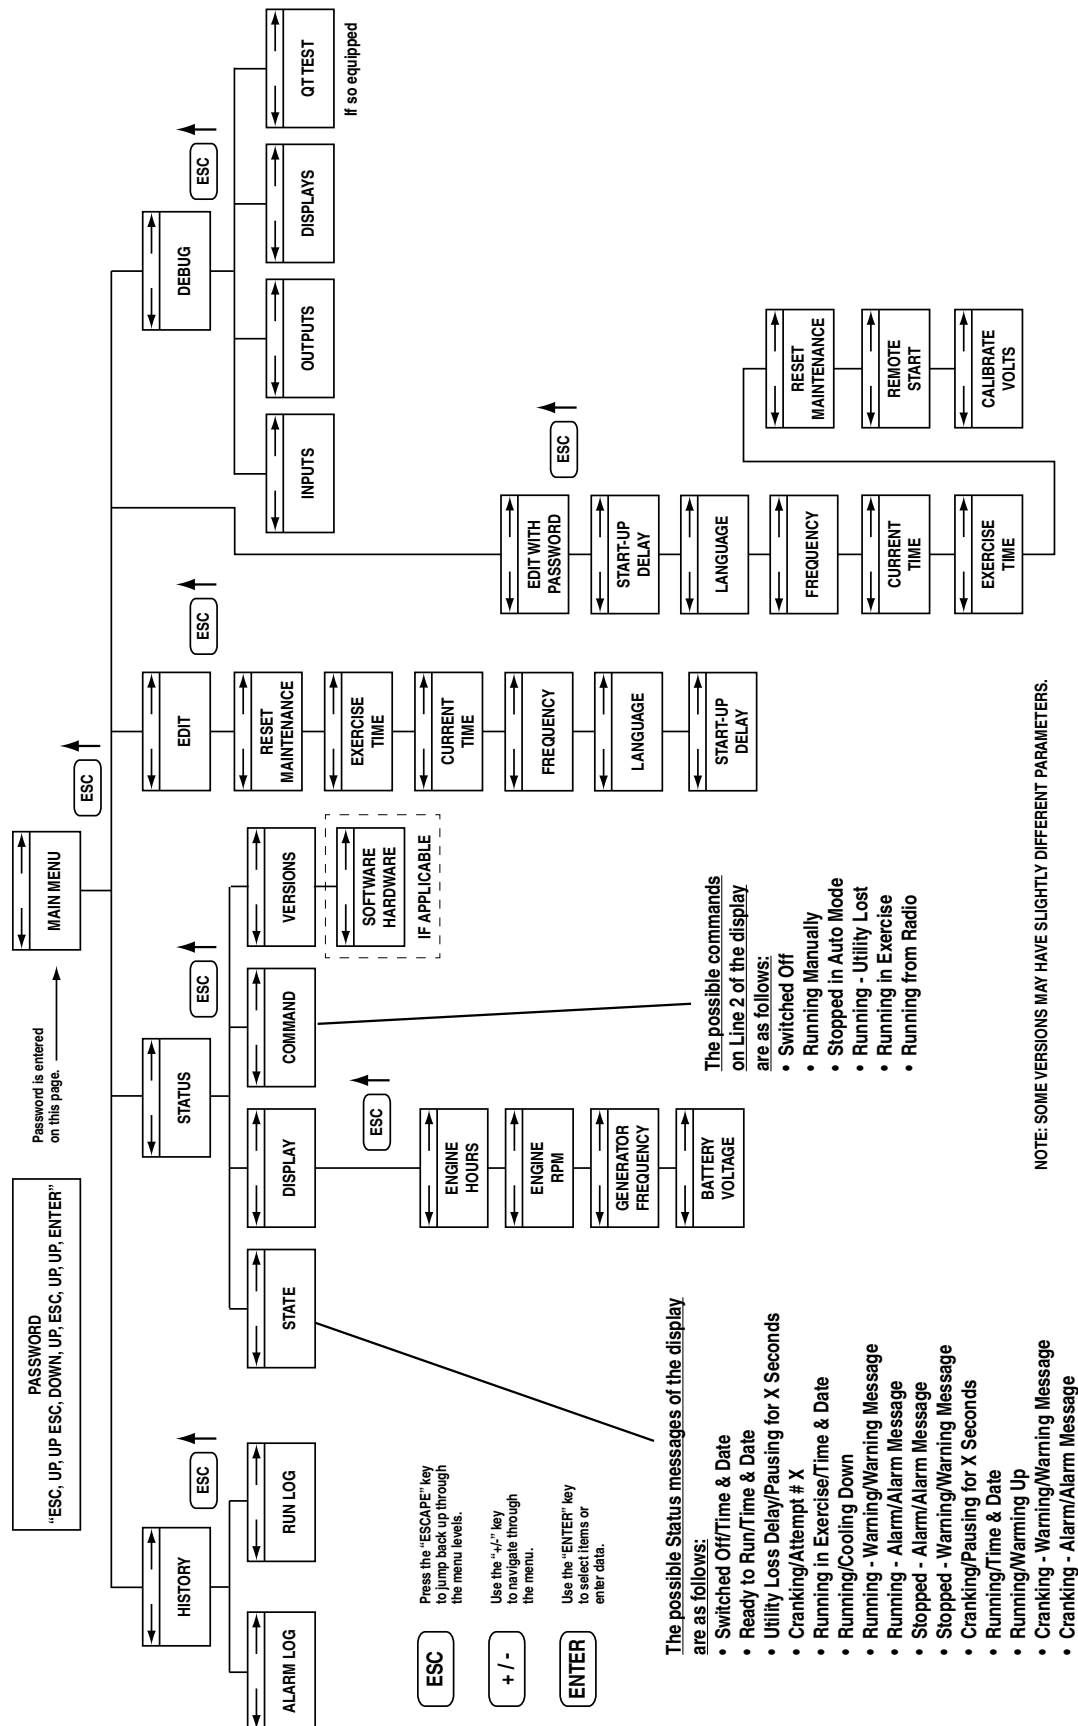 PASSWORD
“ESC, UP, UP ESC, DOWN, UP, ESC, UP, UP, ENTER”
Password is entered
on this page.
MAIN MENU
ESC
HISTORY
ESC
ALARM LOG
RUN LOG
STATUS
ESC
STATE
DISPLAY
COMMAND
VERSIONS
SOFTWARE
HARDWARE
IF APPLICABLE
ESC
ENGINE
HOURS
ENGINE
RPM
GENERATOR
FREQUENCY
BATTERY
VOLTAGE
EDIT
ESC
RESET
MAINTENANCE
EXERCISE
TIME
CURRENT
TIME
FREQUENCY
LANGUAGE
START-UP
DELAY
DEBUG
ESC
INPUTS
OUTPUTS
DISPLAYS
QT TEST
If so equipped
ESC
EDIT WITH
PASSWORD
START-UP
DELAY
LANGUAGE
FREQUENCY
CURRENT
TIME
EXERCISE
TIME
RESET
MAINTENANCE
REMOTE
START
CALIBRATE
VOLTS
ESC
Press the “ESCAPE” key
to jump back up through
the menu levels.
+ / -
Use the “+/-” key
to navigate through
the menu.
ENTER
Use the “ENTER” key
to select items or
enter data.
The possible Status messages of the display
are as follows:
• Switched Off/Time & Date
• Ready to Run/Time & Date
• Utility Loss Delay/Pausing for X Seconds
• Cranking/Attempt # X
• Running in Exercise/Time & Date
• Running/Cooling Down
• Running - Warning/Warning Message
• Running - Alarm/Alarm Message
• Stopped - Alarm/Alarm Message
• Stopped - Warning/Warning Message
• Cranking/Pausing for X Seconds
• Running/Time & Date
• Running/Warming Up
• Cranking - Warning/Warning Message
• Cranking - Alarm/Alarm Message
The possible commands
on Line 2 of the display
are as follows:
• Switched Off
• Running Manually
• Stopped in Auto Mode
• Running - Utility Lost
• Running in Exercise
• Running from Radio
NOTE: SOME VERSIONS MAY HAVE SLIGHTLY DIFFERENT PARAMETERS.